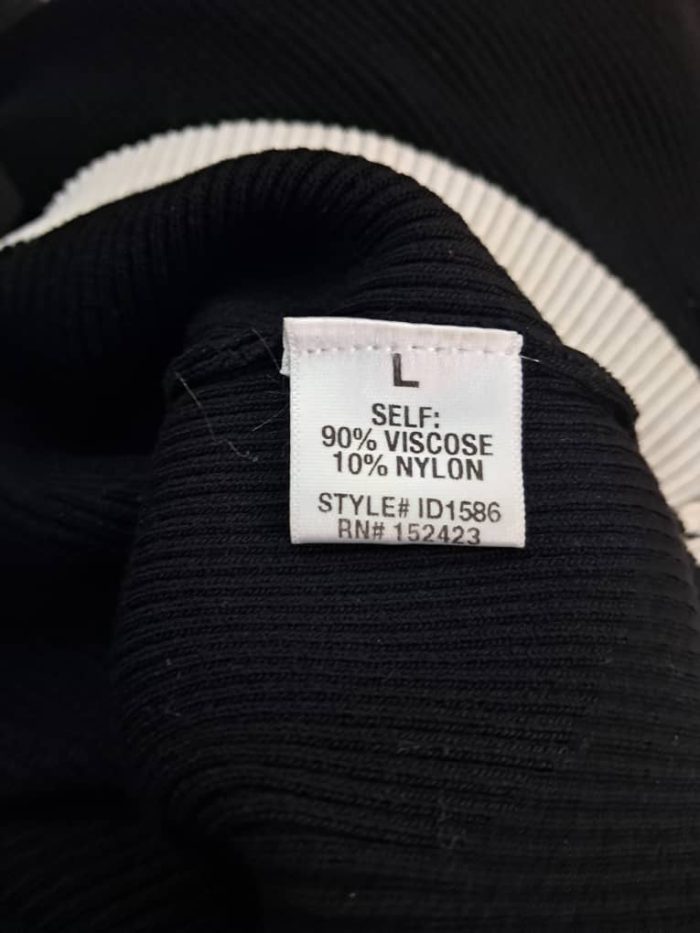 L
SELF:
90% VISCOSE
10% NYLON
STYLE# ID1586
RN# 152423